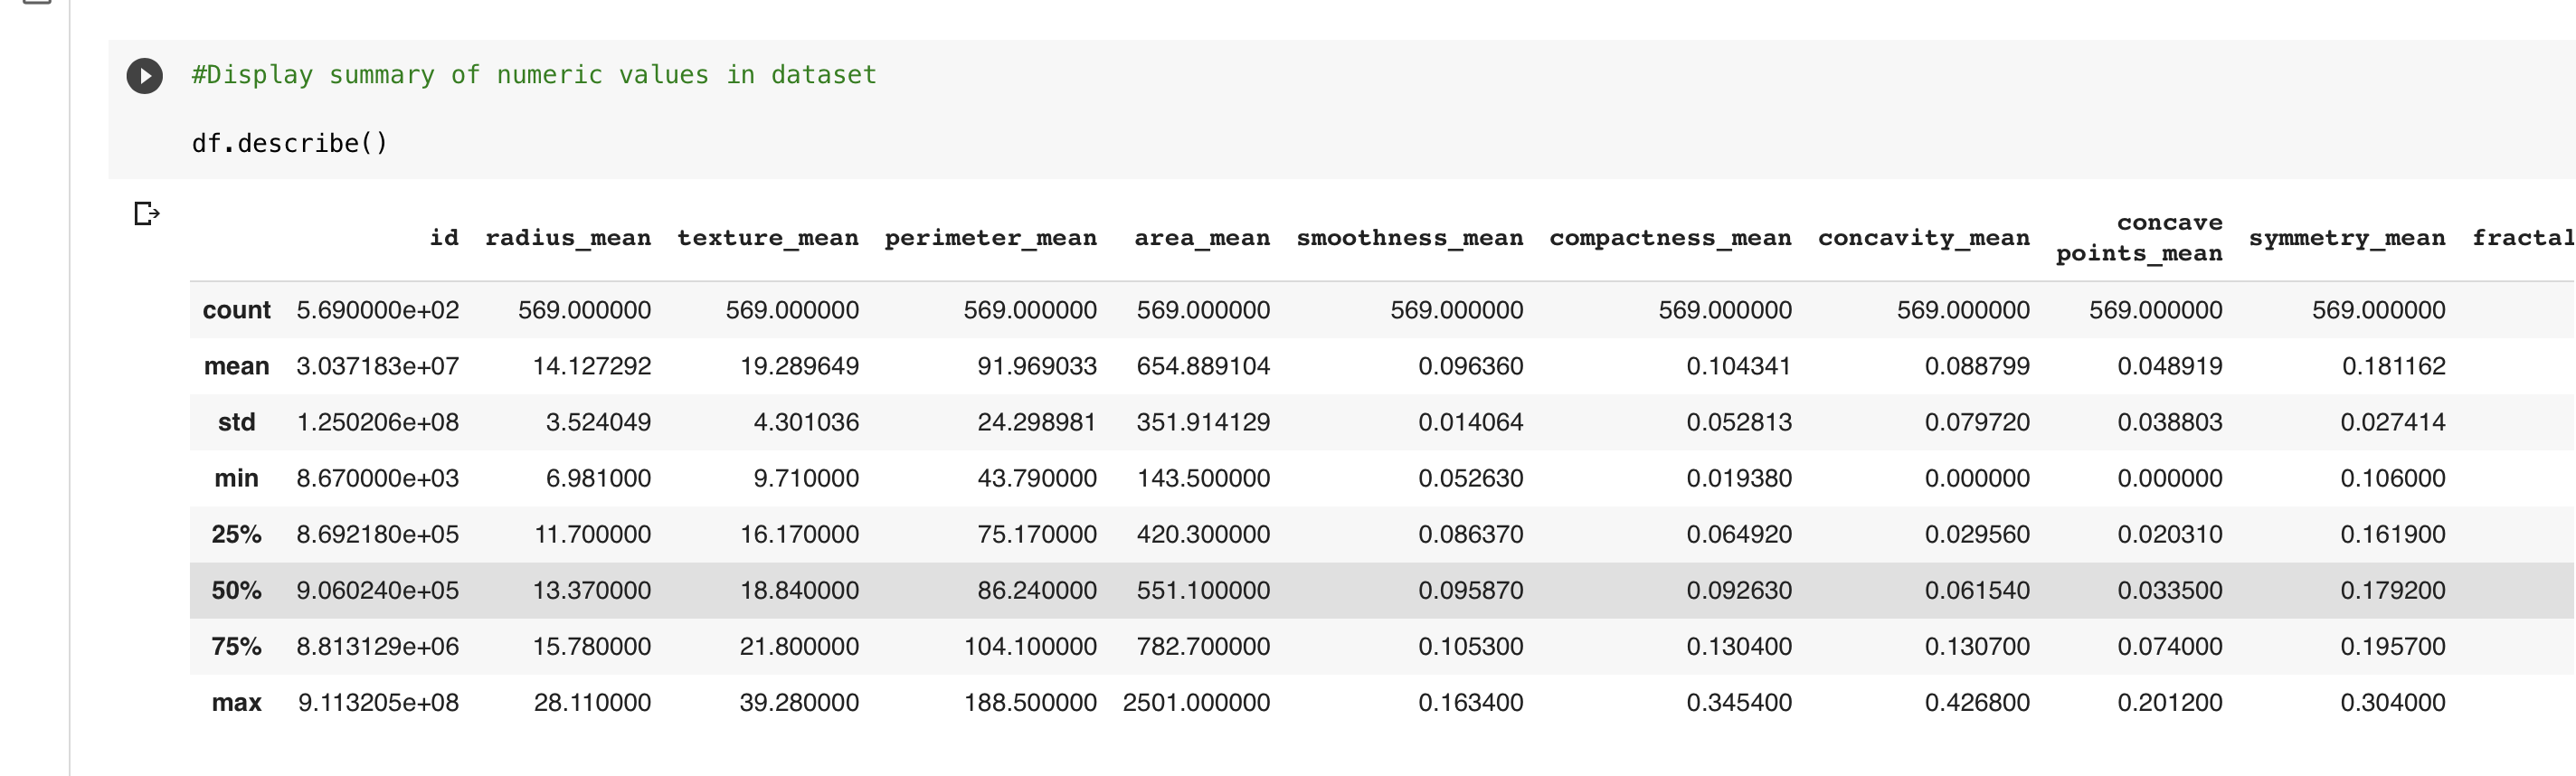 #Display summary of numeric values in dataset
df.describe()
id radius_mean texture_mean perimeter_mean area_mean smoothness_mean compactness_mean concavity_mean concave points_mean symmetry_mean fractal
count 5.690000e+02 569.000000 569.000000 569.000000 569.000000 569.000000 569.000000 569.000000 569.000000 569.000000
mean 3.037183e+07 14.127292 19.289649 91.969033 654.889104 0.096360 0.104341 0.088799 0.048919 0.181162
std 1.250206e+08 3.524049 4.301036 24.298981 351.914129 0.014064 0.052813 0.079720 0.038803 0.027414
min 8.670000e+03 6.981000 9.710000 43.790000 143.500000 0.052630 0.019380 0.000000 0.000000 0.106000
25% 8.692180e+05 11.700000 16.170000 75.170000 420.300000 0.086370 0.064920 0.029560 0.020310 0.161900
50% 9.060240e+05 13.370000 18.840000 86.240000 551.100000 0.095870 0.092630 0.061540 0.033500 0.179200
75% 8.813129e+06 15.780000 21.800000 104.100000 782.700000 0.105300 0.130400 0.130700 0.074000 0.195700
max 9.113205e+08 28.110000 39.280000 188.500000 2501.000000 0.163400 0.345400 0.426800 0.201200 0.304000